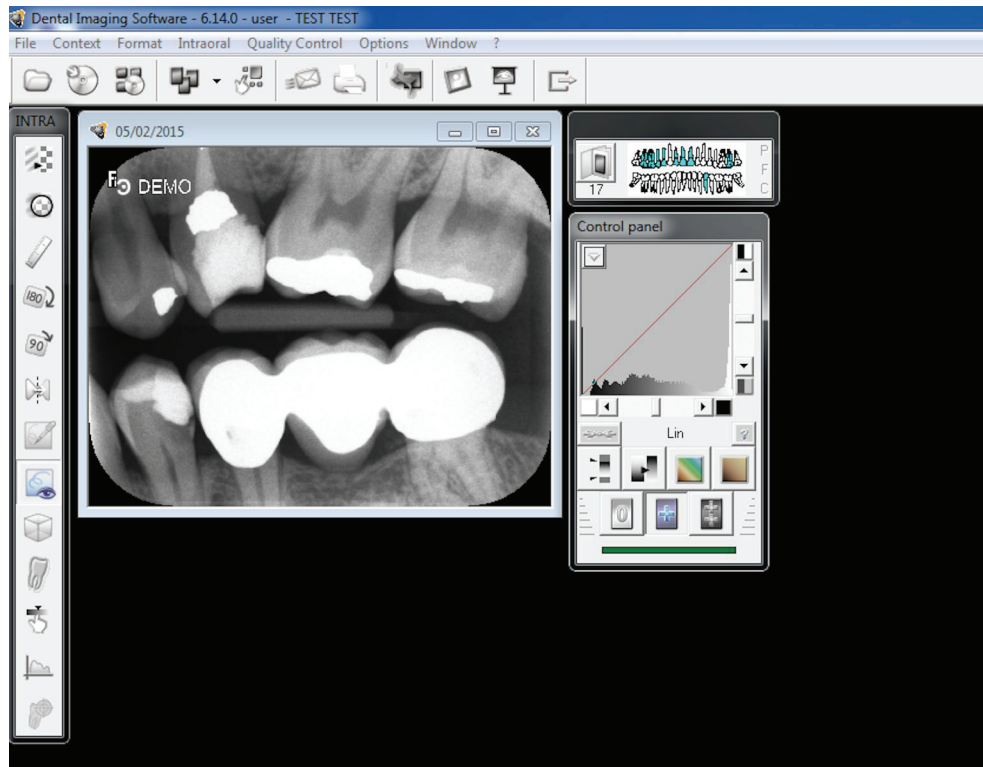 Dental Imaging Software - 6.14.0 - user - TEST TEST
File Context Format Intraoral Quality Control Options Window ?
INTRA
05/02/2015
DEMO
180
90
17
P
F
C
Control panel
Lin
?
0